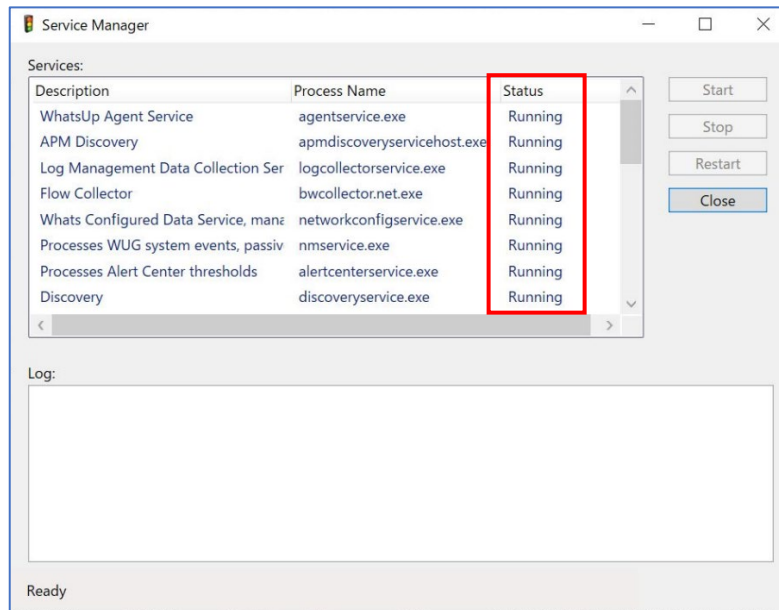 Service Manager
Services:
Description Process Name Status
WhatsUp Agent Service agentservice.exe Running
APM Discovery apmdiscoveryservicehost.exe Running
Log Management Data Collection Ser logcollectorservice.exe Running
Flow Collector bwcollector.net.exe Running
Whats Configured Data Service, mana networkconfigservice.exe Running
Processes WUG system events, passiv nmservice.exe Running
Processes Alert Center thresholds alertcenterservice.exe Running
Discovery discoveryservice.exe Running
Start
Stop
Restart
Close
Log:
Ready